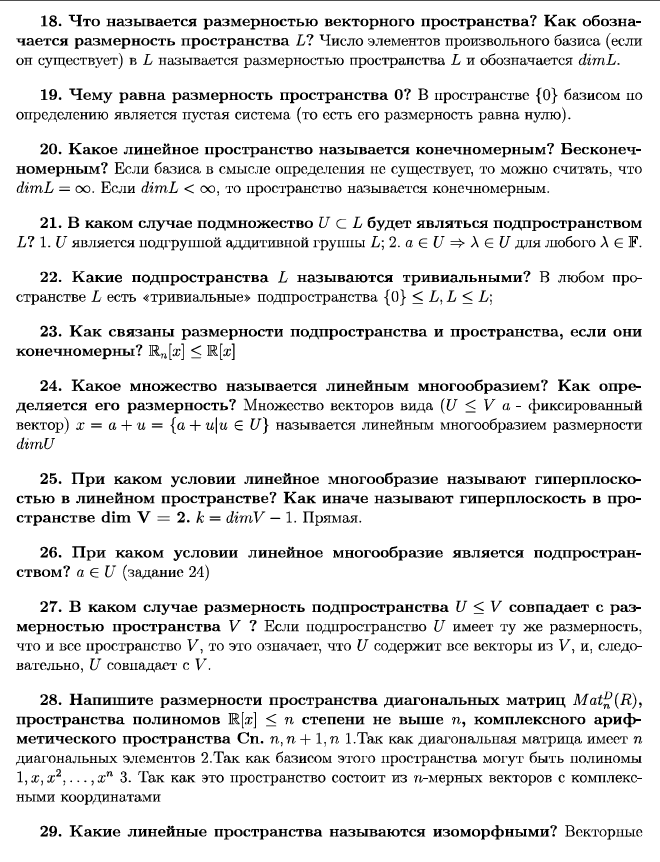 18. Что называется размерностью векторного пространства? Как обозна-
чается размерность пространства L? Число элементов произвольного базиса (если
он существует) в L называется размерностью пространства L и обозначается dimL.
19. Чему равна размерность пространства 0? В пространстве {0} базисом по
определению является пустая система (то есть его размерность равна нулю).
20. Какое линейное пространство называется конечномерным? Бесконеч-
номерным? Если базиса в смысле определения не существует, то можно считать, что
dimL = ∞. Если dimL < ∞, то пространство называется конечномерным.
21. В каком случае подмножество U ⊂ L будет являться подпространством
L? 1. U является подгруппой аддитивной группы L; 2. a ∈ U ⇒ λ ∈ U для любого λ ∈ 𝔽.
22. Какие подпространства L называются тривиальными? В любом про-
странстве L есть «тривиальные» подпространства {0} ≤ L, L ≤ L;
23. Как связаны размерности подпространства и пространства, если они
конечномерны? ℝₙ[x] ≤ ℝ[x]
24. Какое множество называется линейным многообразием? Как опре-
деляется его размерность? Множество векторов вида (U ≤ V a - фиксированный
вектор) x = a + u = {a + u|u ∈ U} называется линейным многообразием размерности
dimU
25. При каком условии линейное многообразие называют гиперплоско-
стью в линейном пространстве? Как иначе называют гиперплоскость в про-
странстве dim V = 2. k = dimV − 1. Прямая.
26. При каком условии линейное многообразие является подпростран-
ством? a ∈ U (задание 24)
27. В каком случае размерность подпространства U ≤ V совпадает с раз-
мерностью пространства V ? Если подпространство U имеет ту же размерность,
что и все пространство V, то это означает, что U содержит все векторы из V, и, следо-
вательно, U совпадает с V.
28. Напишите размерности пространства диагональных матриц Matₙᴰ(R),
пространства полиномов ℝ[x] ≤ n степени не выше n, комплексного ариф-
метического пространства Cn. n, n + 1, n 1.Так как диагональная матрица имеет n
диагональных элементов 2.Так как базисом этого пространства могут быть полиномы
1, x, x², . . . , xⁿ 3. Так как это пространство состоит из n-мерных векторов с комплекс-
ными координатами
29. Какие линейные пространства называются изоморфными? Векторные